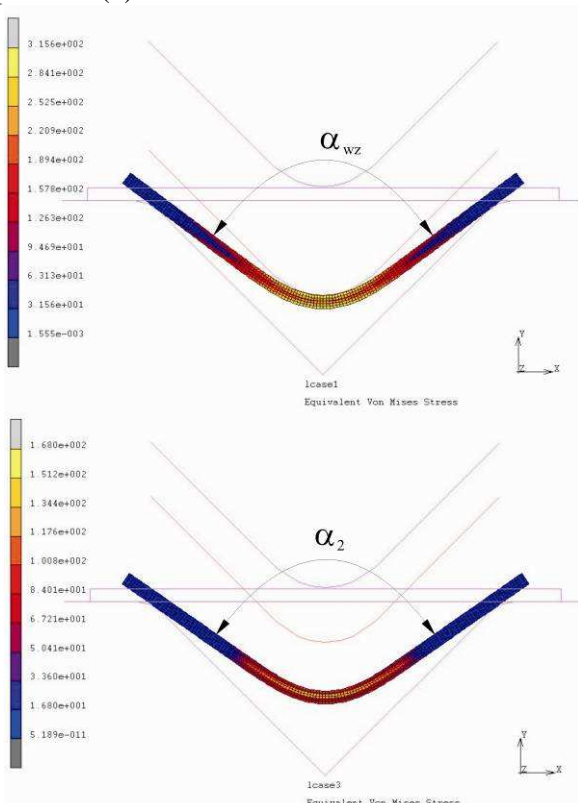 3.156e+002
2.841e+002
2.525e+002
2.209e+002
1.894e+002
1.578e+002
1.263e+002
9.469e+001
6.313e+001
3.156e+001
1.555e-003
αwz
Y
Z X
lcase1
Equivalent Von Mises Stress
1.680e+002
1.512e+002
1.344e+002
1.176e+002
1.008e+002
8.401e+001
6.721e+001
5.041e+001
3.360e+001
1.680e+001
5.189e-011
α2
Y
Z X
lcase3
Equivalent Von Mises Stress